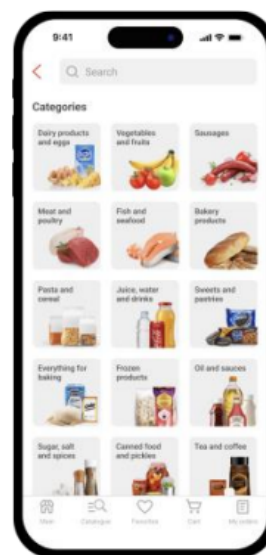 9:41
Search
Categories
Dairy products
and eggs
Vegetables
and fruits
Sausages
Meat and
poultry
Fish and
seafood
Bakery
products
Pasta and
cereal
Juice, water
and drinks
Sweets and
pastries
Everything for
baking
Frozen
products
Oil and sauces
Sugar, salt
and spices
Canned food
and pickles
Tea and coffee
Main
Catalogue
Favorites
Cart
My orders